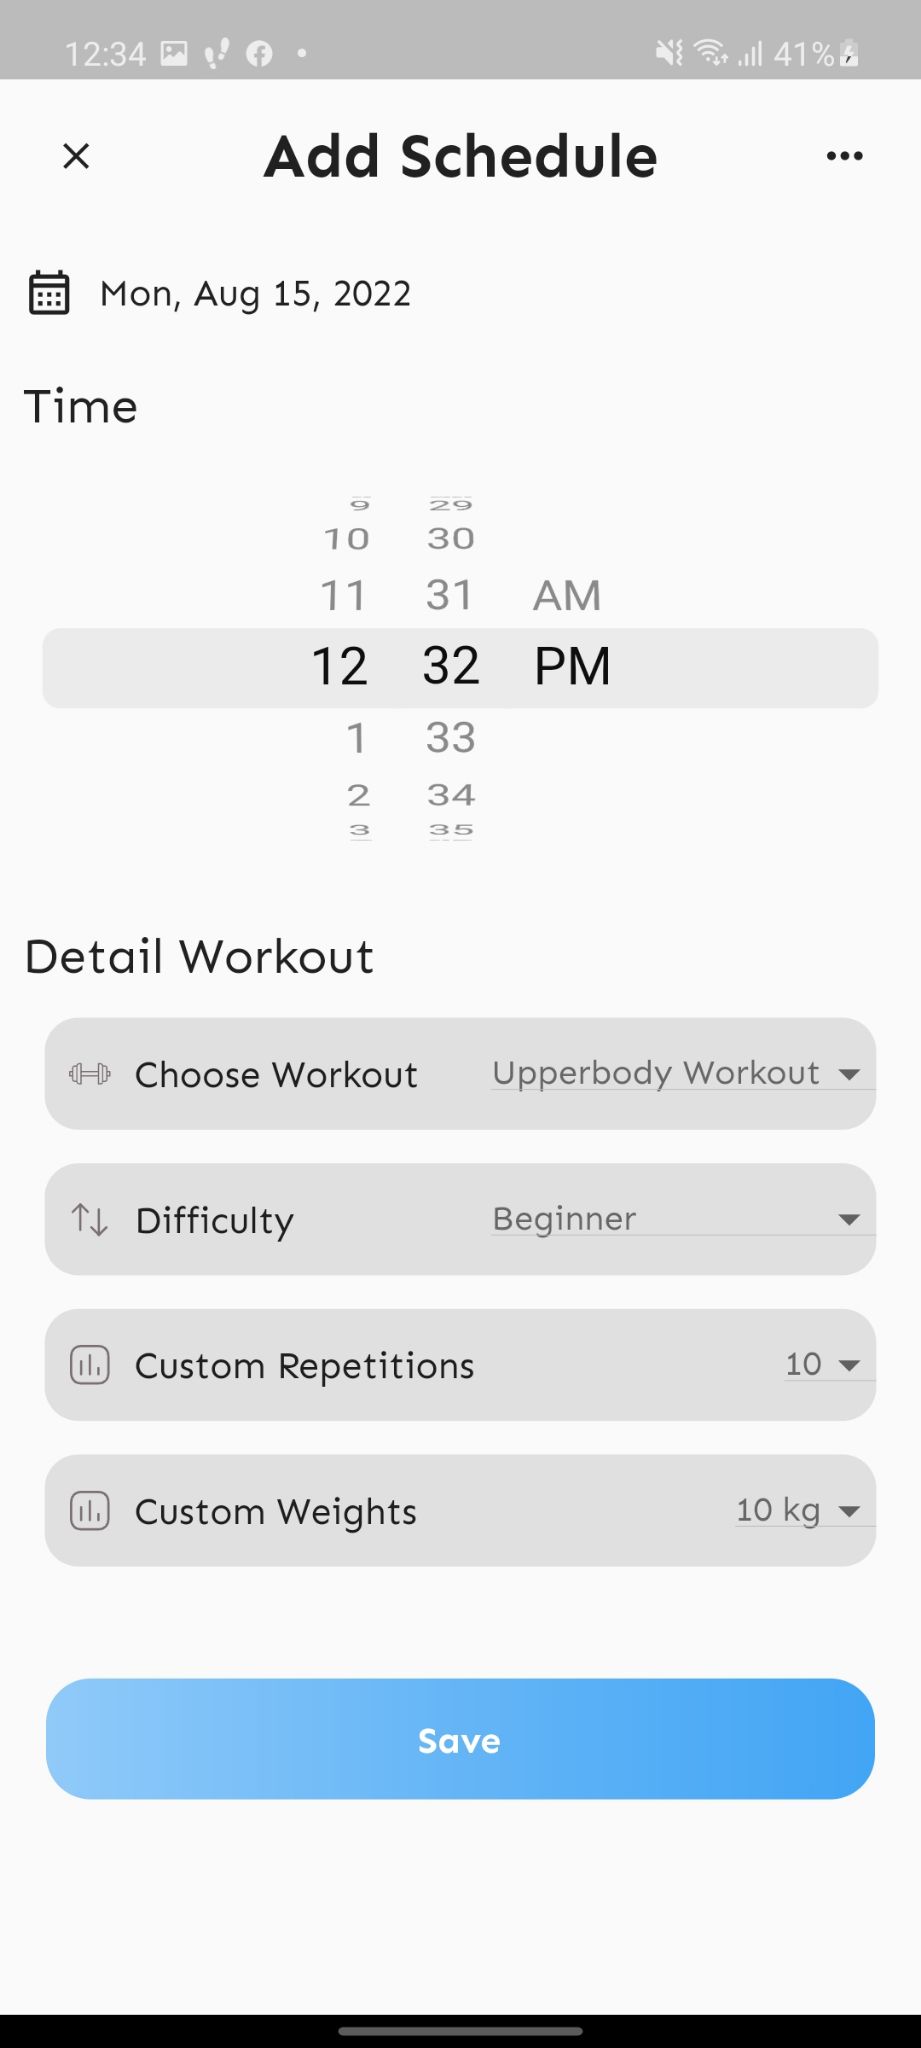 12:34 41%
Add Schedule
Mon, Aug 15, 2022
Time
9 29
10 30
11 31 AM
12 32 PM
1 33
2 34
3 35
Detail Workout
Choose Workout Upperbody Workout
Difficulty Beginner
Custom Repetitions 10
Custom Weights 10 kg
Save